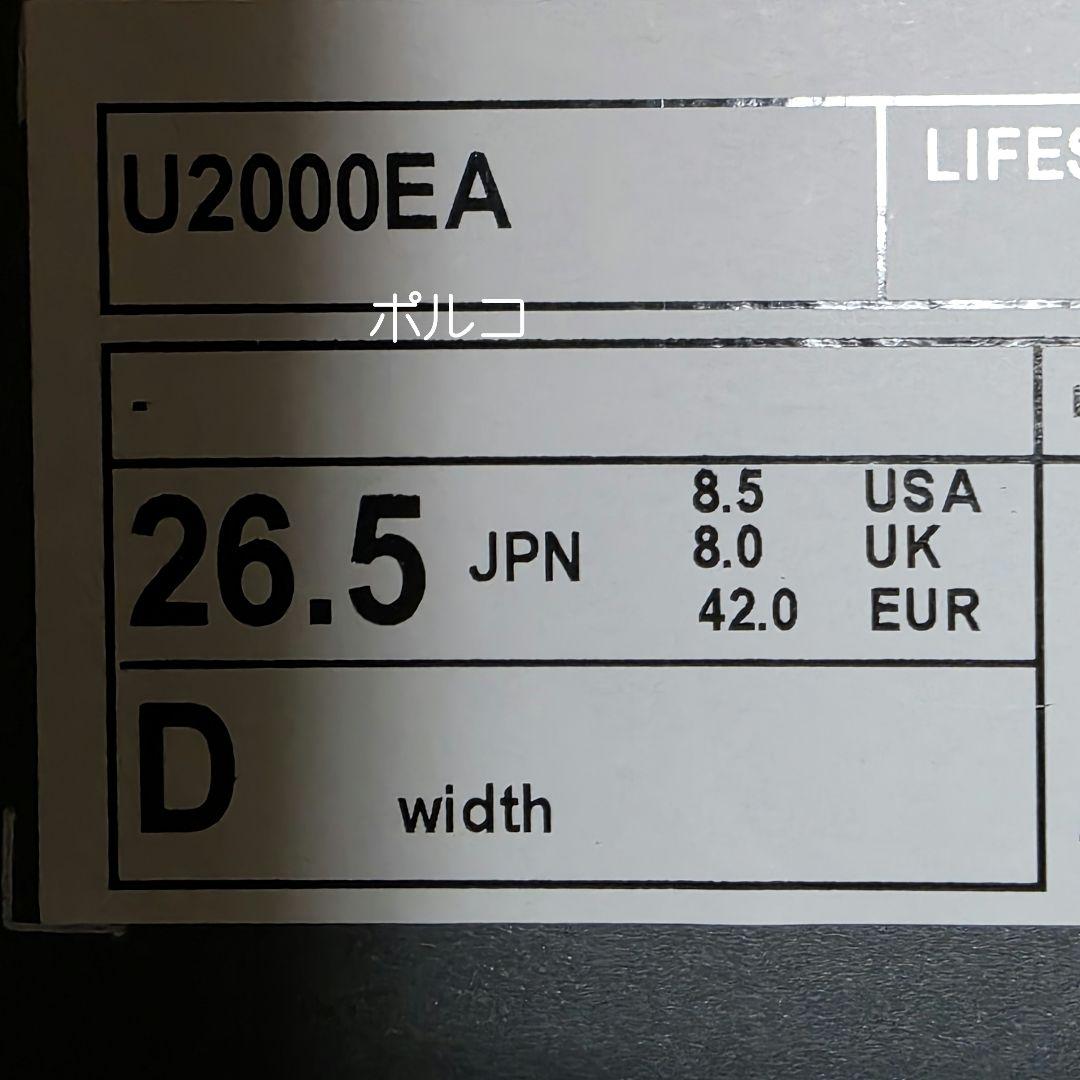 U2000EA
LIFES
ポルコ
-
26.5 JPN
8.5 USA
8.0 UK
42.0 EUR
D width